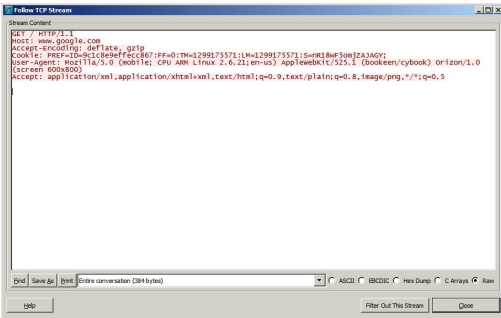 Follow TCP Stream
Stream Content
GET / HTTP/1.1
Host: www.google.com
Accept-Encoding: deflate, gzip
Cookie: PREF=ID=9c1c8e9effecc867:FF=0:TM=1299175571:LM=1299175571:S=nR18wF5omjZAJAGY;
User-Agent: Mozilla/5.0 (mobile; CPU ARM Linux 2.6.21;en-us) AppleWebKit/525.1 (bookeen/cybook) Orizon/1.0
(screen 600x800)
Accept: application/xml,application/xhtml+xml,text/html;q=0.9,text/plain;q=0.8,image/png,*/*;q=0.5
Find Save As Print Entire conversation (384 bytes) ASCII EBCDIC Hex Dump C Arrays Raw
Help Filter Out This Stream Close